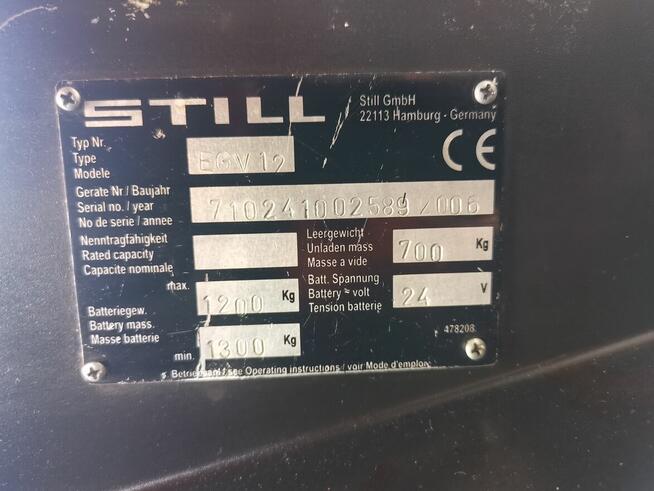 STILL
Still GmbH
22113 Hamburg - Germany
CE
Typ Nr.
Type
Modele
EGV12
Gerate Nr / Baujahr
Serial no. / year
No de serie / annee
710241002589/006
Nenntragfähigkeit
Rated capacity
Capacite nominale
Leergewicht
Unladen mass
Masse a vide
700 Kg
max.
1200 Kg
Batt. Spannung
Battery - volt
Tension batterie
24 V
Batteriegew.
Battery mass.
Masse batterie
min.
1300 Kg
478208
s. Betriebsanl / see Operating instructions / voir Mode d'emploi